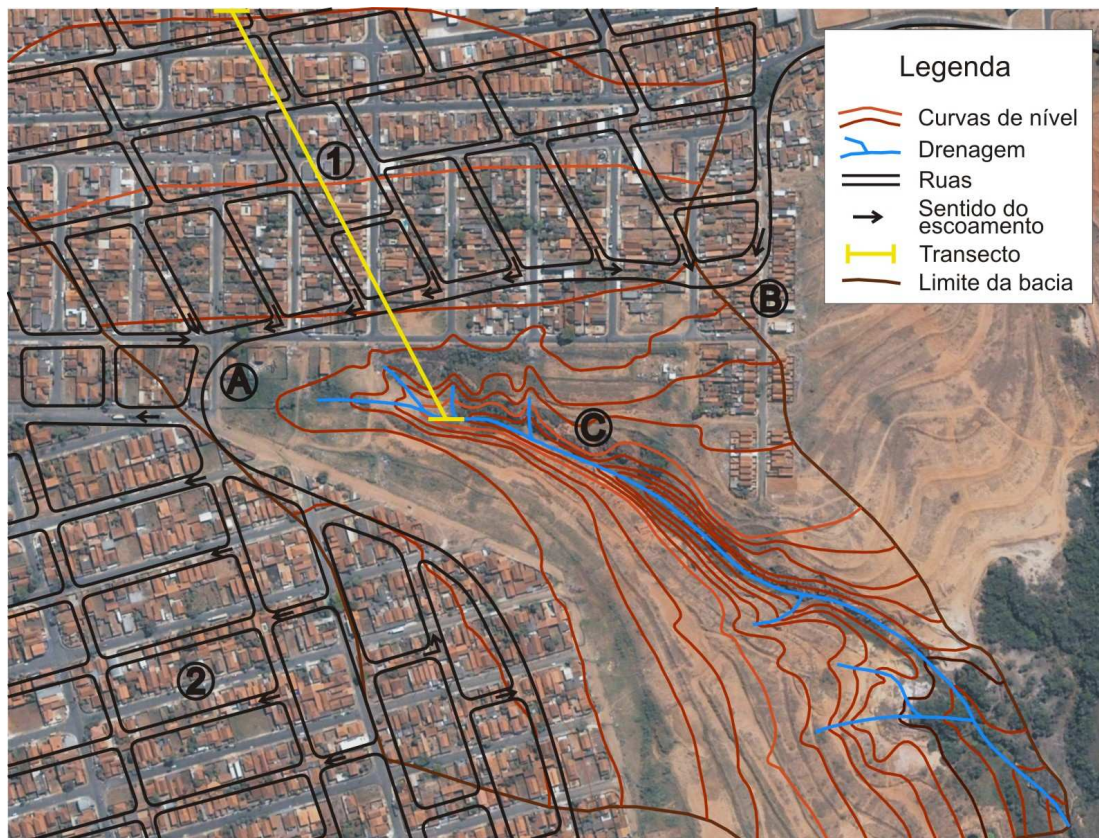 Legenda
Curvas de nível
Drenagem
Ruas
Sentido do
escoamento
Transecto
Limite da bacia
1
A
B
C
2